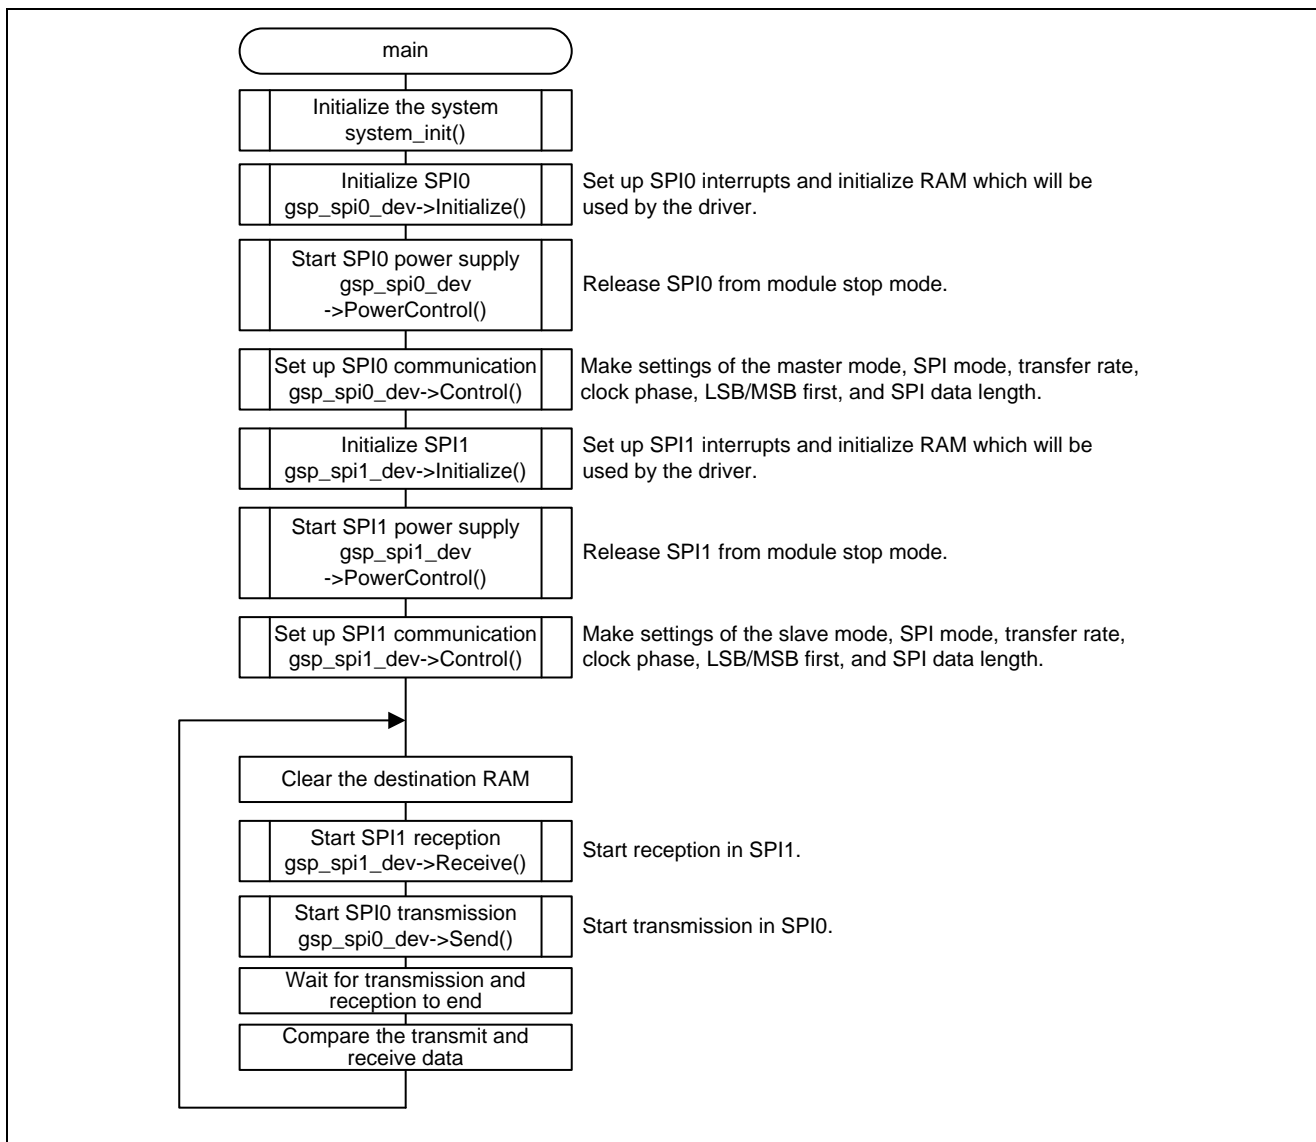 main
Initialize the system
system_init()
Initialize SPI0
gsp_spi0_dev->Initialize()
Set up SPI0 interrupts and initialize RAM which will be
used by the driver.
Start SPI0 power supply
gsp_spi0_dev
->PowerControl()
Release SPI0 from module stop mode.
Set up SPI0 communication
gsp_spi0_dev->Control()
Make settings of the master mode, SPI mode, transfer rate,
clock phase, LSB/MSB first, and SPI data length.
Initialize SPI1
gsp_spi1_dev->Initialize()
Set up SPI1 interrupts and initialize RAM which will be
used by the driver.
Start SPI1 power supply
gsp_spi1_dev
->PowerControl()
Release SPI1 from module stop mode.
Set up SPI1 communication
gsp_spi1_dev->Control()
Make settings of the slave mode, SPI mode, transfer rate,
clock phase, LSB/MSB first, and SPI data length.
Clear the destination RAM
Start SPI1 reception
gsp_spi1_dev->Receive()
Start reception in SPI1.
Start SPI0 transmission
gsp_spi0_dev->Send()
Start transmission in SPI0.
Wait for transmission and
reception to end
Compare the transmit and
receive data